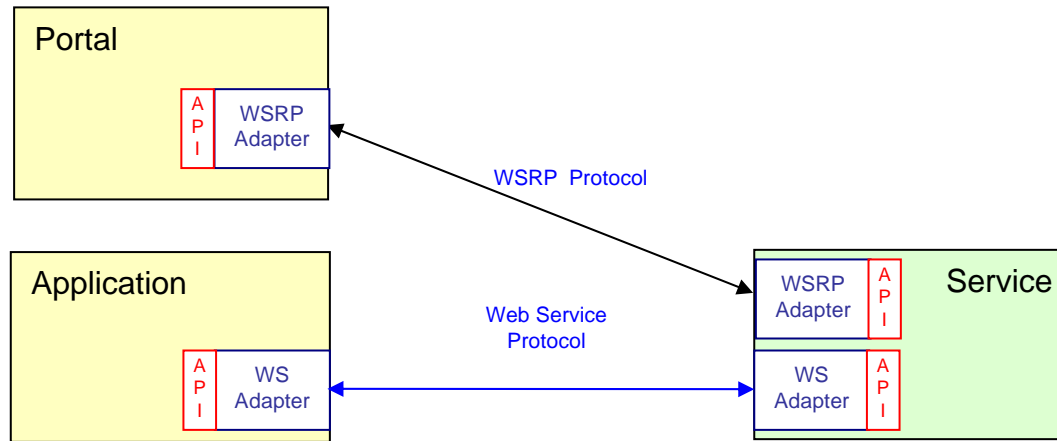 Portal
A
P
I
WSRP
Adapter
WSRP Protocol
Application
A
P
I
WS
Adapter
Web Service
Protocol
Service
WSRP
Adapter
A
P
I
WS
Adapter
A
P
I